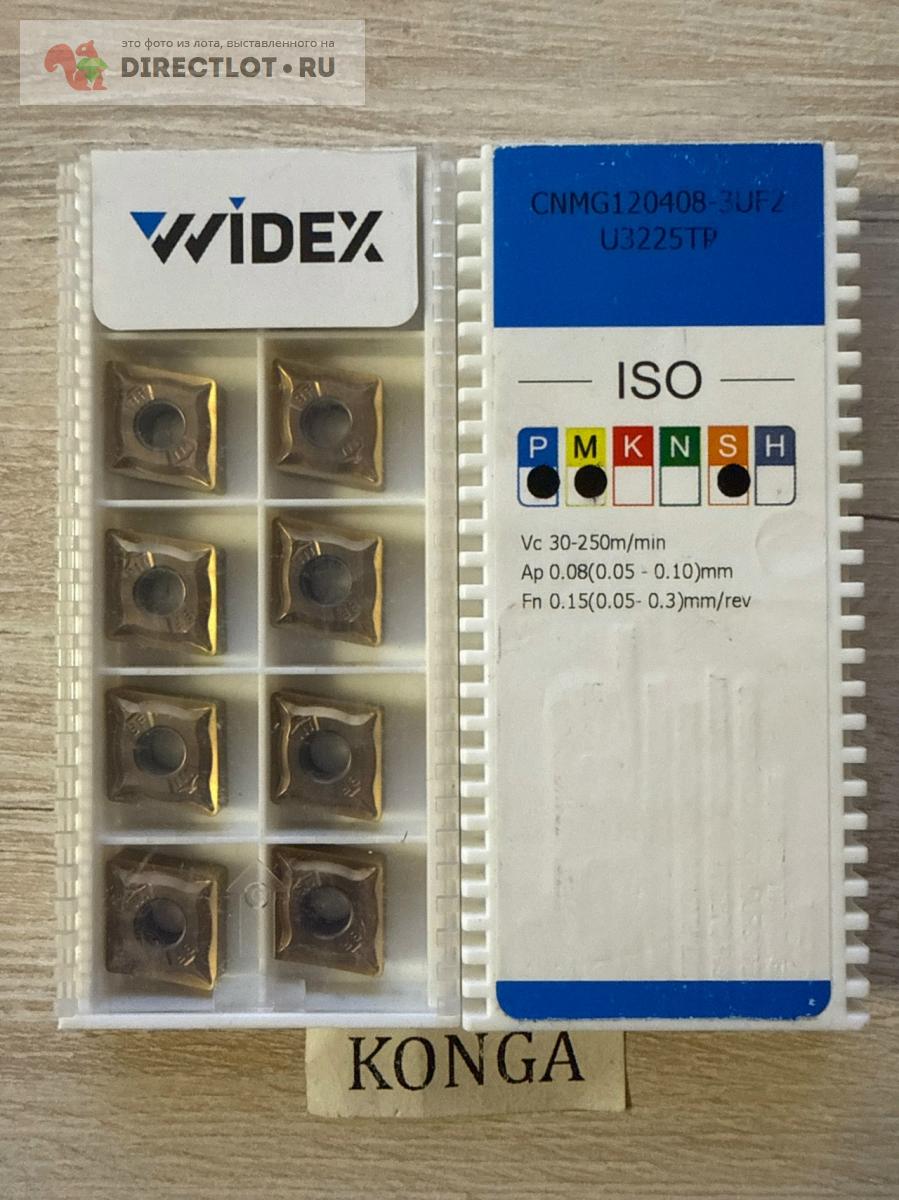 это фото из лота, выставленного на
DIRECTLOT•RU
WIDEX
CNMG120408-3UF2
U3225TP
ISO
P M K N S H
Vc 30-250m/min
Ap 0.08(0.05 - 0.10)mm
Fn 0.15(0.05- 0.3)mm/rev
©
KONGA